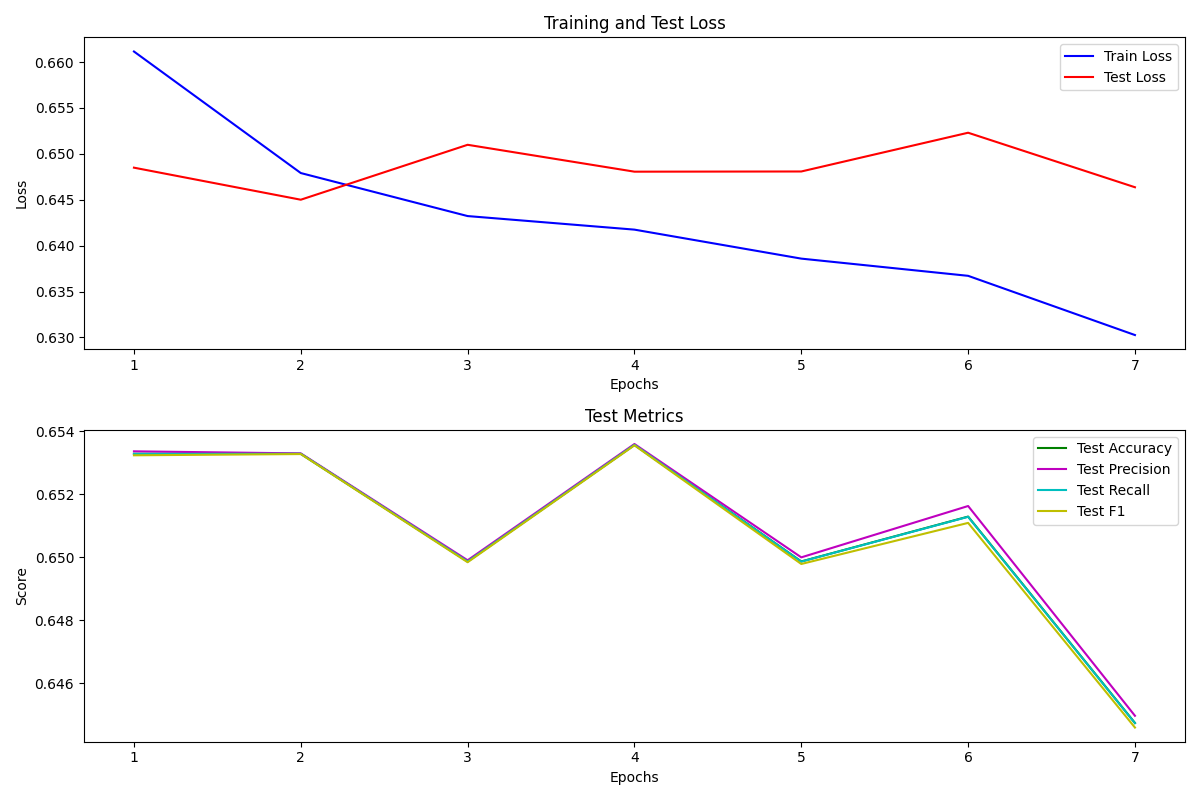 Training and Test Loss
0.660
0.655
0.650
0.645
0.640
0.635
0.630
Loss
Train Loss
Test Loss
1 2 3 4 5 6 7
Epochs
Test Metrics
0.654
0.652
0.650
0.648
0.646
Score
Test Accuracy
Test Precision
Test Recall
Test F1
1 2 3 4 5 6 7
Epochs